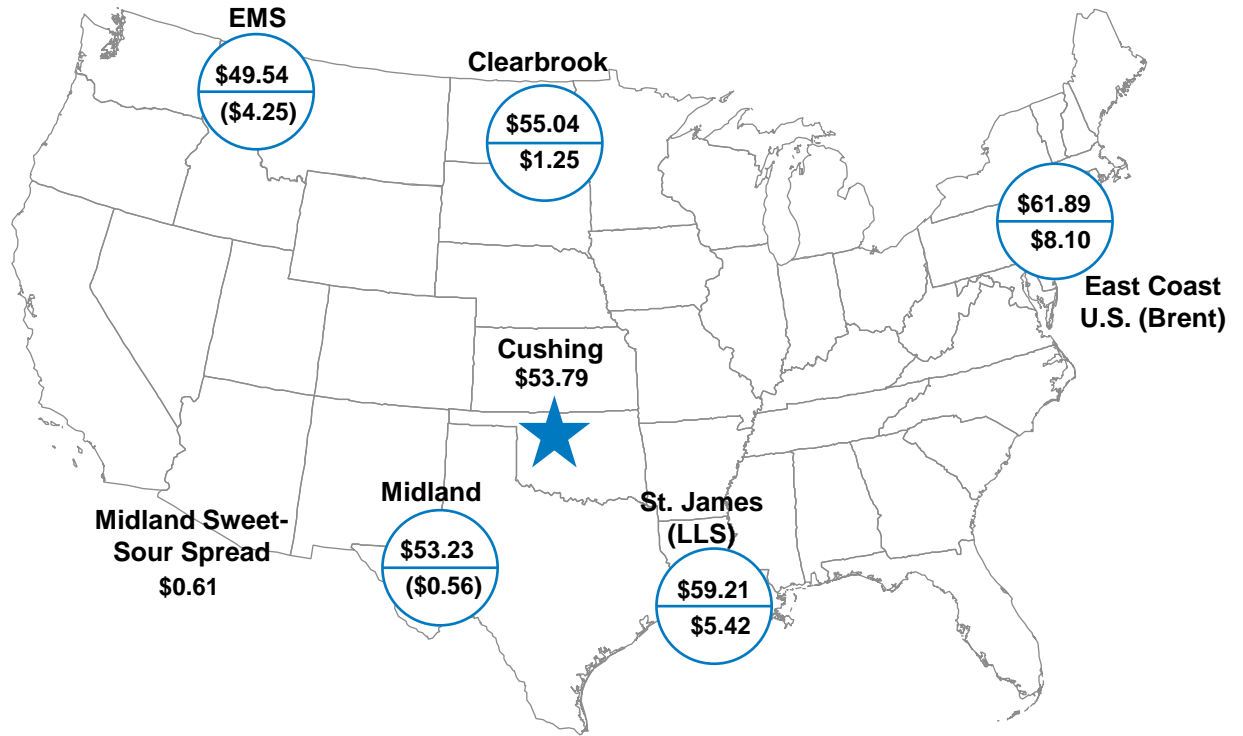 EMS
$49.54
($4.25)
Clearbrook
$55.04
$1.25
$61.89
$8.10
East Coast
U.S. (Brent)
Cushing
$53.79
Midland
$53.23
($0.56)
Midland Sweet-
Sour Spread
$0.61
St. James
(LLS)
$59.21
$5.42